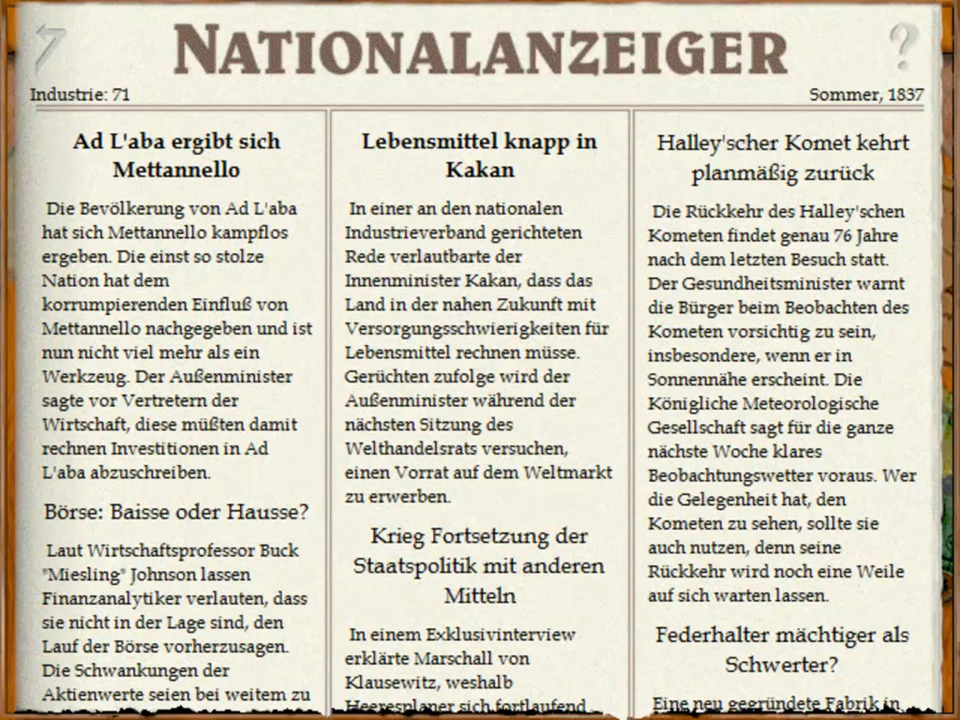 7
NATIONALANZEIGER
?
Industrie: 71
Sommer, 1837
Ad L'aba ergibt sich
Mettannello
Die Bevölkerung von Ad L'aba
hat sich Mettannello kampflos
ergeben. Die einst so stolze
Nation hat dem
korrumpierenden Einfluß von
Mettannello nachgegeben und ist
nun nicht viel mehr als ein
Werkzeug. Der Außenminister
sagte vor Vertretern der
Wirtschaft, diese müßten damit
rechnen Investitionen in Ad
L'aba abzuschreiben.
Börse: Baisse oder Hausse?
Laut Wirtschaftsprofessor Buck
"Miesling" Johnson lassen
Finanzanalytiker verlauten, dass
sie nicht in der Lage sind, den
Lauf der Börse vorherzusagen.
Die Schwankungen der
Aktienwerte seien bei weitem zu
Lebensmittel knapp in
Kakan
In einer an den nationalen
Industrieverband gerichteten
Rede verlautbarte der
Innenminister Kakan, dass das
Land in der nahen Zukunft mit
Versorgungsschwierigkeiten für
Lebensmittel rechnen müsse.
Gerüchten zufolge wird der
Außenminister während der
nächsten Sitzung des
Welthandelsrats versuchen,
einen Vorrat auf dem Weltmarkt
zu erwerben.
Krieg Fortsetzung der
Staatspolitik mit anderen
Mitteln
In einem Exklusivinterview
erklärte Marschall von
Klausewitz, weshalb
Heeresplaner sich fortlaufend
Halley'scher Komet kehrt
planmäßig zurück
Die Rückkehr des Halley'schen
Kometen findet genau 76 Jahre
nach dem letzten Besuch statt.
Der Gesundheitsminister warnt
die Bürger beim Beobachten des
Kometen vorsichtig zu sein,
insbesondere, wenn er in
Sonnennähe erscheint. Die
Königliche Meteorologische
Gesellschaft sagt für die ganze
nächste Woche klares
Beobachtungswetter voraus. Wer
die Gelegenheit hat, den
Kometen zu sehen, sollte sie
auch nutzen, denn seine
Rückkehr wird noch eine Weile
auf sich warten lassen.
Federhalter mächtiger als
Schwerter?
Eine neu gegründete Fabrik in